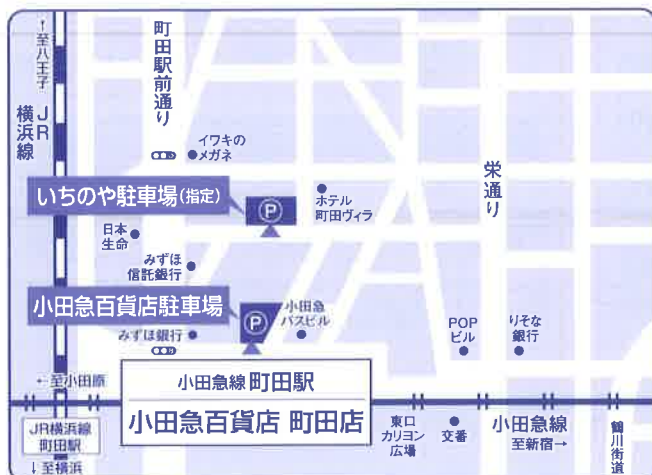 ↑至八王子
JR
横浜線
町田駅前通り
イワキの
メガネ
いちのや駐車場(指定)
P
ホテル
町田ヴィラ
栄通り
日本
生命
みずほ
信託銀行
小田急百貨店駐車場
P
小田急
バスビル
みずほ銀行
POP
ビル
りそな
銀行
←至小田原
小田急線 町田駅
小田急百貨店 町田店
JR横浜線
町田駅
↓至横浜
東口
カリヨン
広場
交番
小田急線
至新宿→
鶴川街道